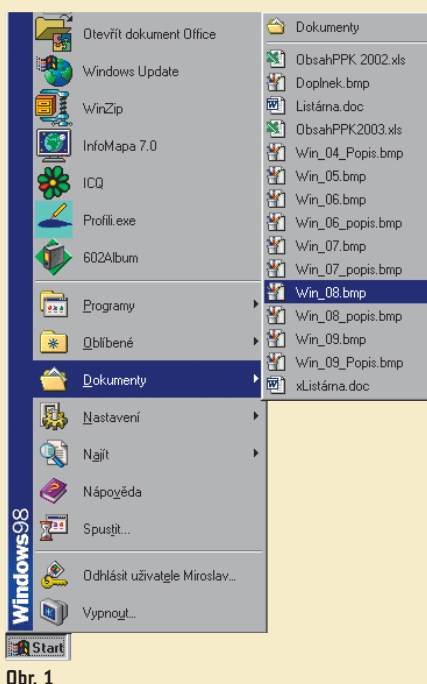 Otevřít dokument Office
Windows Update
WinZip
InfoMapa 7.0
ICQ
Profili.exe
602Album
Programy
Oblíbené
Dokumenty
Nastavení
Najít
Nápověda
Spustit...
Odhlásit uživatele Miroslav...
Vypnout...
Windows98
Start
Dokumenty
ObsahPPK 2002.xls
Doplnek.bmp
Listárna.doc
ObsahPPK2003.xls
Win_04_Popis.bmp
Win_05.bmp
Win_06.bmp
Win_06_popis.bmp
Win_07.bmp
Win_07_popis.bmp
Win_08.bmp
Win_08_popis.bmp
Win_09.bmp
Win_09_Popis.bmp
xListárna.doc
Obr. 1